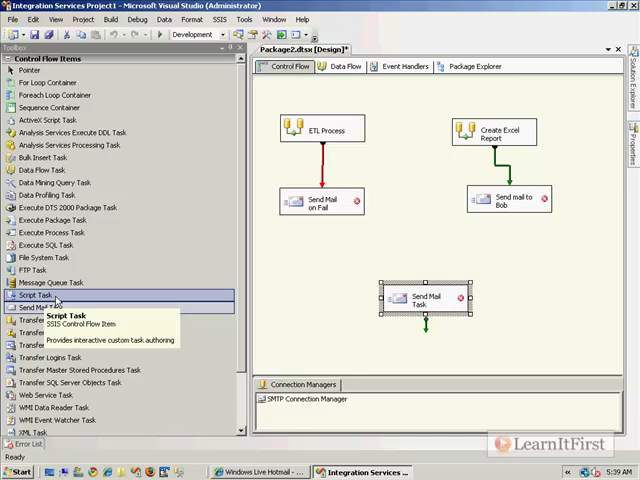 Integration Services Project1 - Microsoft Visual Studio (Administrator)
File Edit View Project Build Debug Data Format SSIS Tools Window Help
Development
Toolbox
Control Flow Items
Pointer
For Loop Container
Foreach Loop Container
Sequence Container
ActiveX Script Task
Analysis Services Execute DDL Task
Analysis Services Processing Task
Bulk Insert Task
Data Flow Task
Data Mining Query Task
Data Profiling Task
Execute DTS 2000 Package Task
Execute Package Task
Execute Process Task
Execute SQL Task
File System Task
FTP Task
Message Queue Task
Script Task
Send Mail Task
Script Task
SSIS Control Flow Item
Provides interactive custom task authoring
Transfer
Transfer
Transfer
Transfer Logins Task
Transfer Master Stored Procedures Task
Transfer SQL Server Objects Task
Web Service Task
WMI Data Reader Task
WMI Event Watcher Task
XML Task
Error List
Package2.dtsx [Design]*
Control Flow
Data Flow
Event Handlers
Package Explorer
ETL Process
Create Excel
Report
Send Mail
on Fail
Send mail to
Bob
Send Mail
Task
Connection Managers
SMTP Connection Manager
Solution Explorer
Properties
LearnItFirst
Ready
Start
Windows Live Hotmail - ...
Integration Services ...
5:39 AM